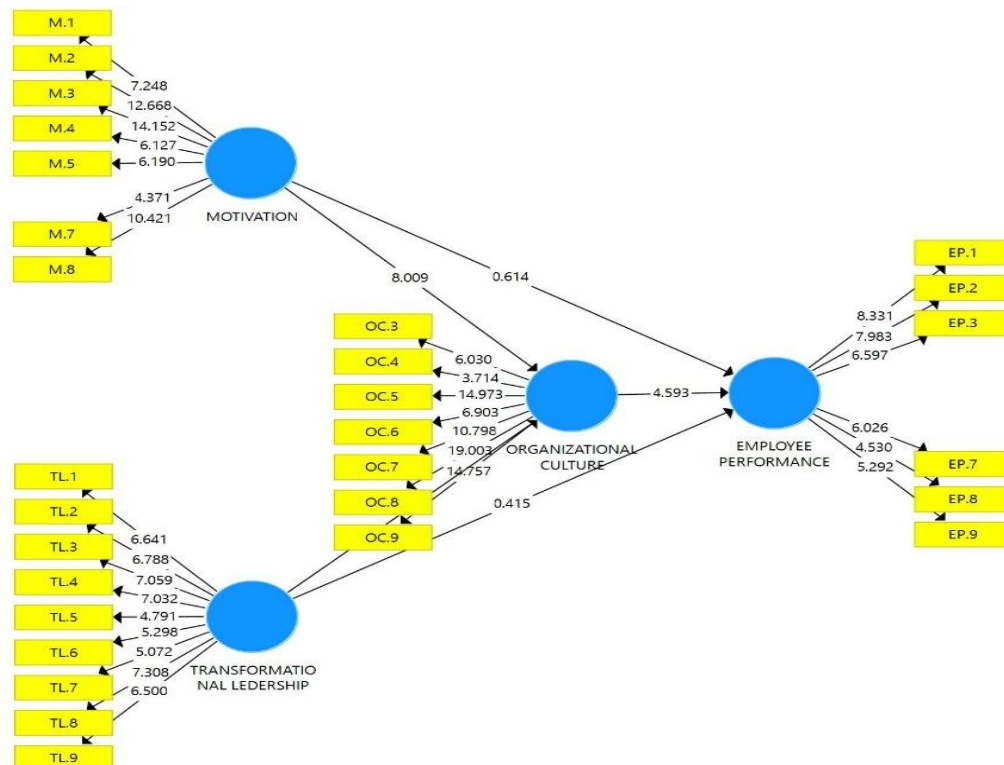 M.1
M.2
M.3
M.4
M.5
M.7
M.8
7.248
12.668
14.152
6.127
6.190
4.371
10.421
MOTIVATION
8.009
0.614
OC.3
OC.4
OC.5
OC.6
OC.7
OC.8
OC.9
6.030
3.714
14.973
6.903
10.798
19.003
14.757
ORGANIZATIONAL
CULTURE
4.593
0.415
EMPLOYEE
PERFORMANCE
EP.1
EP.2
EP.3
8.331
7.983
6.597
6.026
4.530
5.292
EP.7
EP.8
EP.9
TL.1
TL.2
TL.3
TL.4
TL.5
TL.6
TL.7
TL.8
TL.9
6.641
6.788
7.059
7.032
4.791
5.298
5.072
7.308
6.500
TRANSFORMATIO
NAL LEDERSHIP